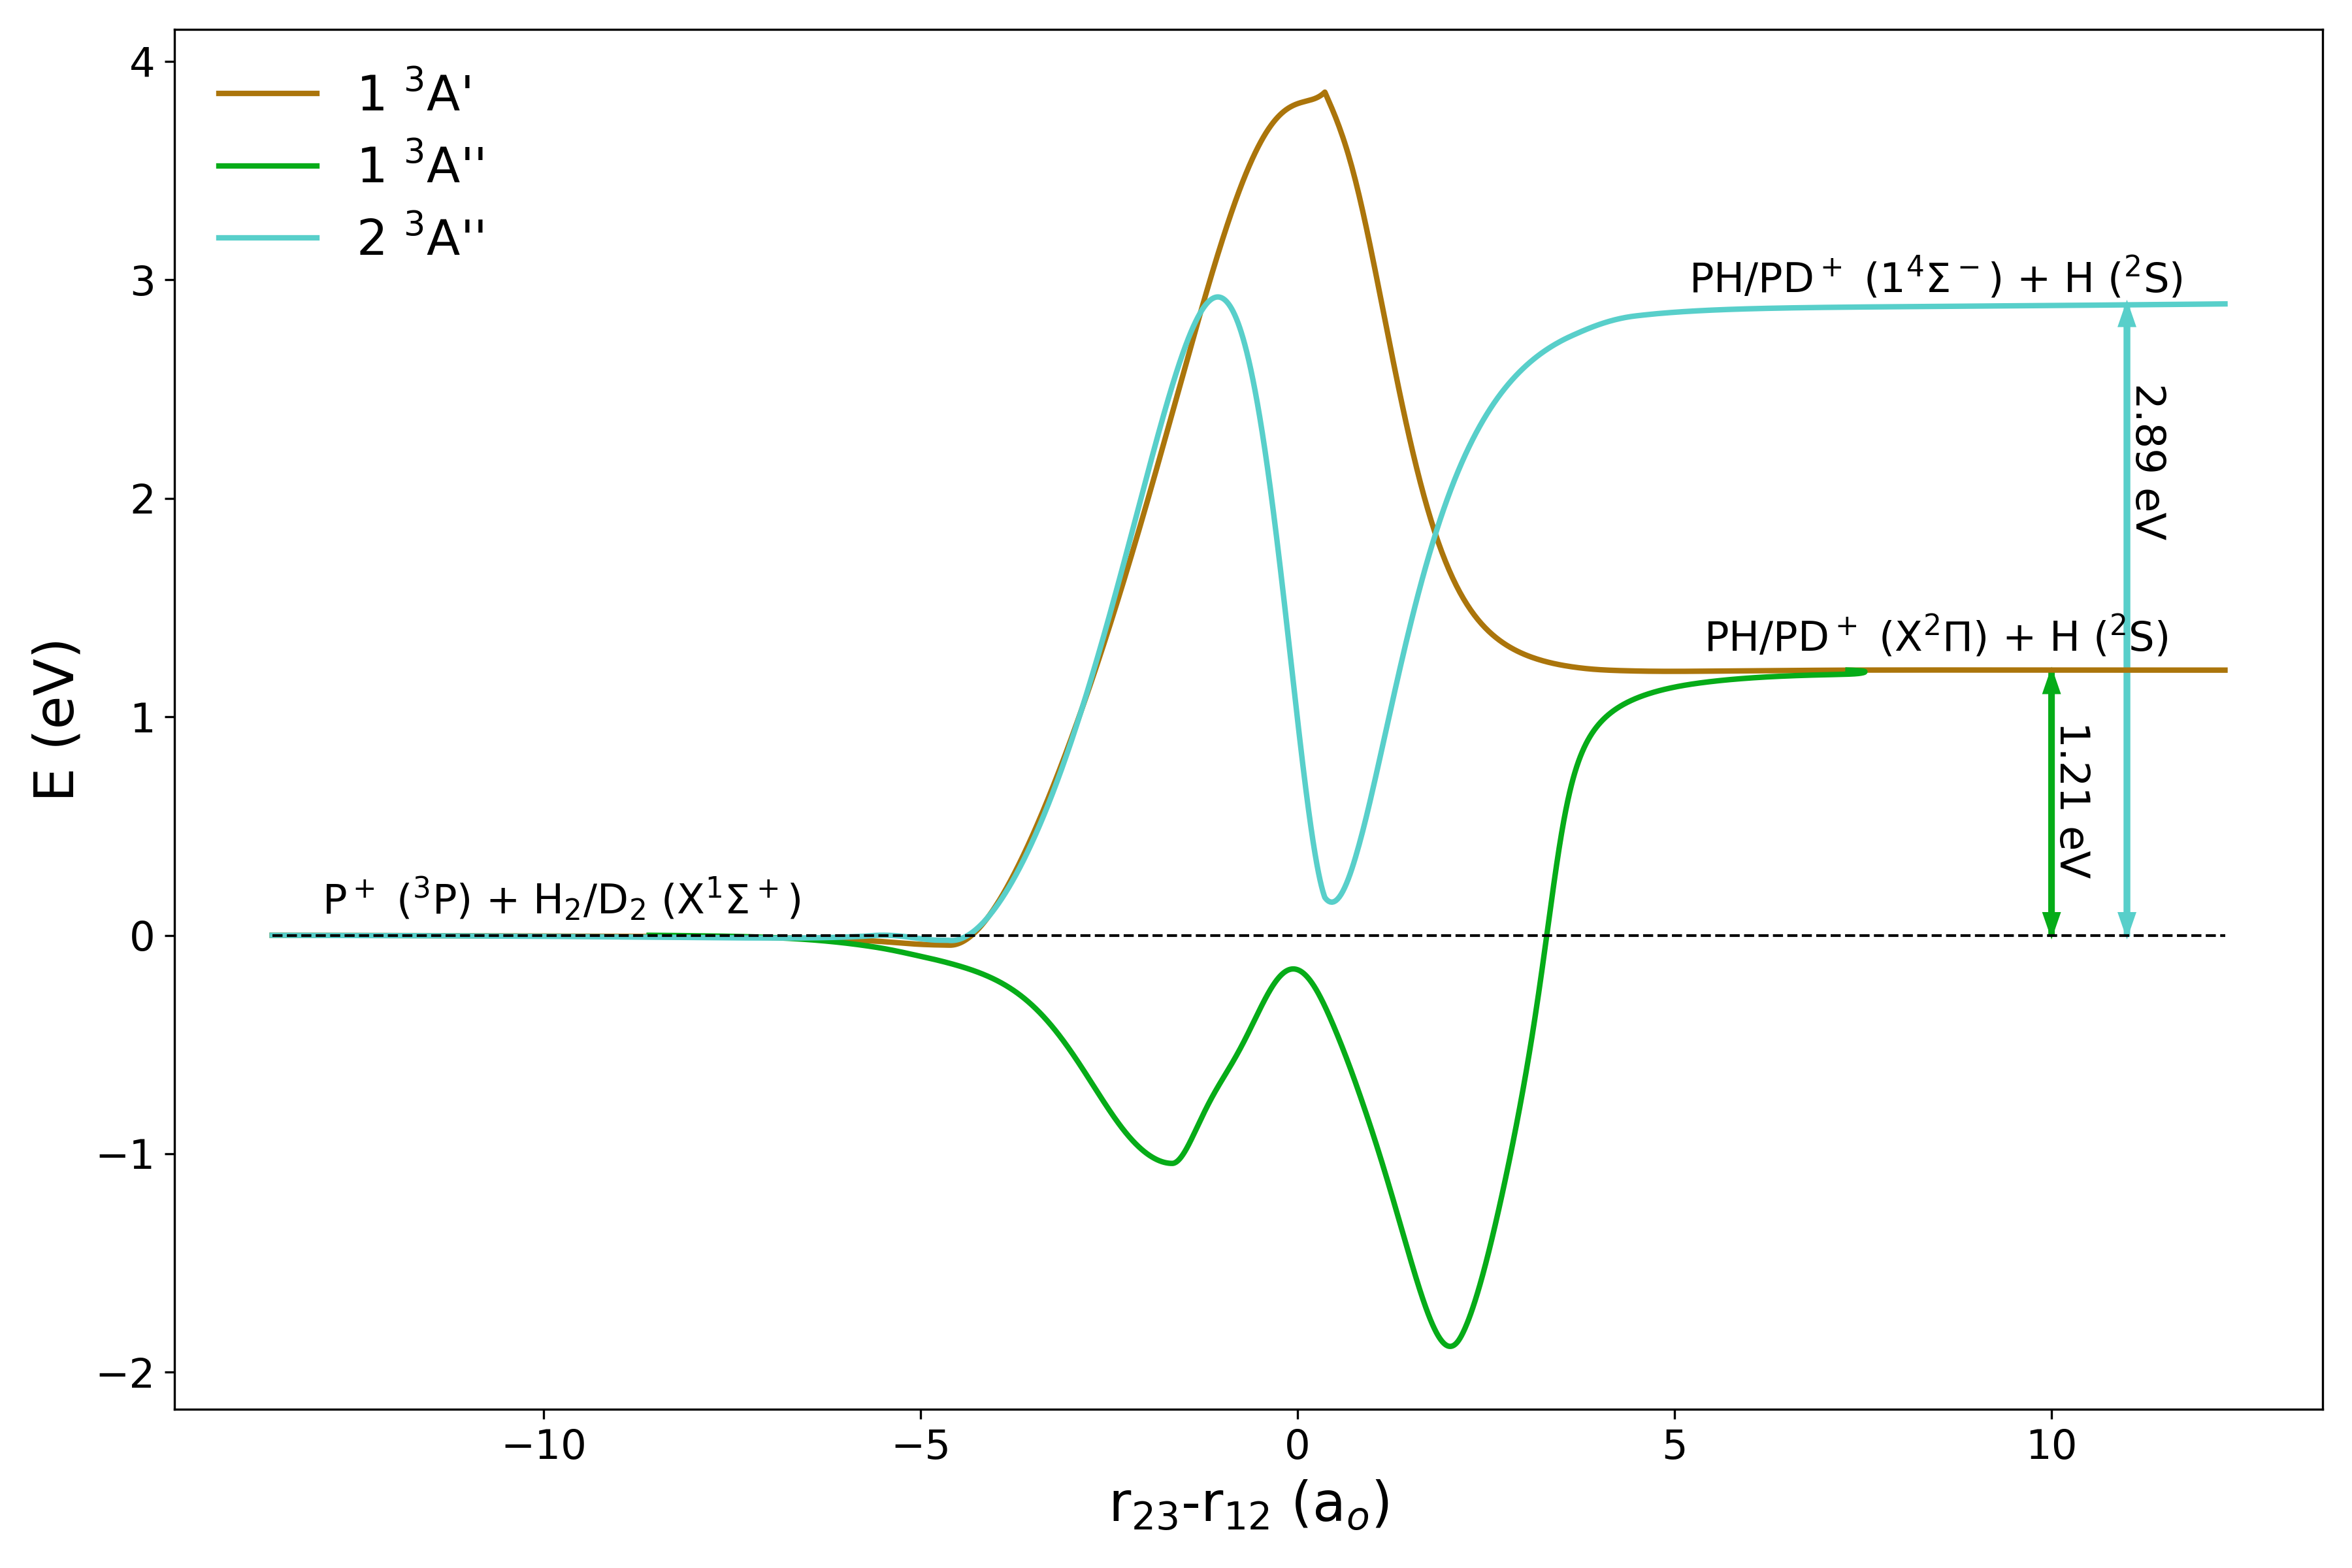 4
3
2
1
0
−1
−2
E (eV)
1 ³A'
1 ³A''
2 ³A''
PH/PD⁺ (1⁴Σ⁻) + H (²S)
2.89 eV
PH/PD⁺ (X²Π) + H (²S)
1.21 eV
P⁺ (³P) + H₂/D₂ (X¹Σ⁺)
−10 −5 0 5 10
r₂₃-r₁₂ (aₒ)